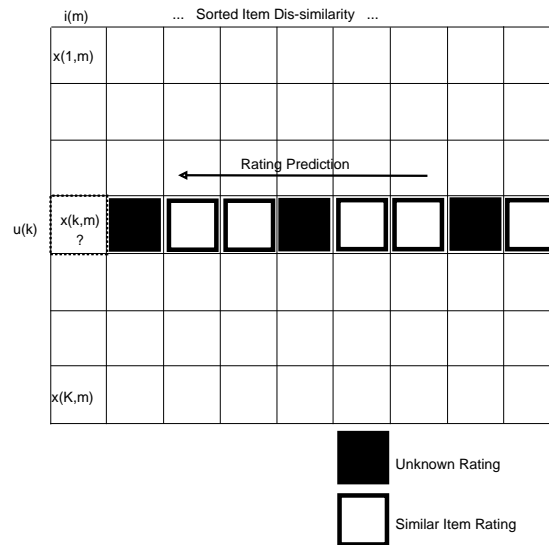 i(m) ... Sorted Item Dis-similarity ...
x(1,m)
Rating Prediction
u(k)
x(k,m)
?
x(K,m)
Unknown Rating
Similar Item Rating